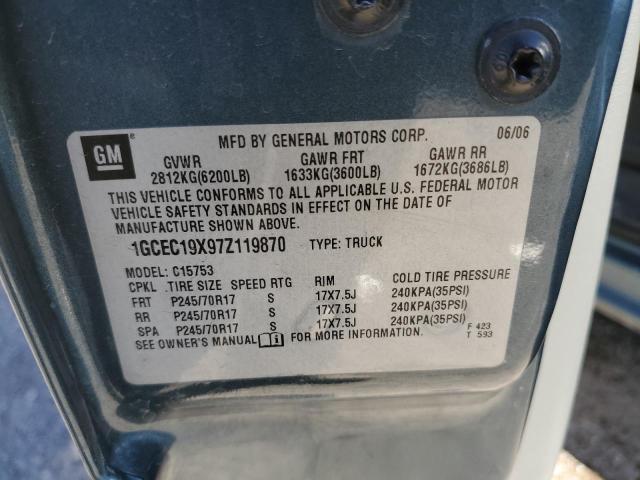 GM ® MFD BY GENERAL MOTORS CORP. 06/06
GVWR GAWR FRT GAWR RR
2812KG(6200LB) 1633KG(3600LB) 1672KG(3686LB)
THIS VEHICLE CONFORMS TO ALL APPLICABLE U.S. FEDERAL MOTOR
VEHICLE SAFETY STANDARDS IN EFFECT ON THE DATE OF
MANUFACTURE SHOWN ABOVE.
1GCEC19X97Z119870 TYPE: TRUCK
MODEL: C15753
CPKL .TIRE SIZE SPEED RTG RIM COLD TIRE PRESSURE
FRT P245/70R17 S 17X7.5J 240KPA(35PSI)
RR P245/70R17 S 17X7.5J 240KPA(35PSI)
SPA P245/70R17 S 17X7.5J 240KPA(35PSI)
SEE OWNER'S MANUAL FOR MORE INFORMATION.
F 423
T 593